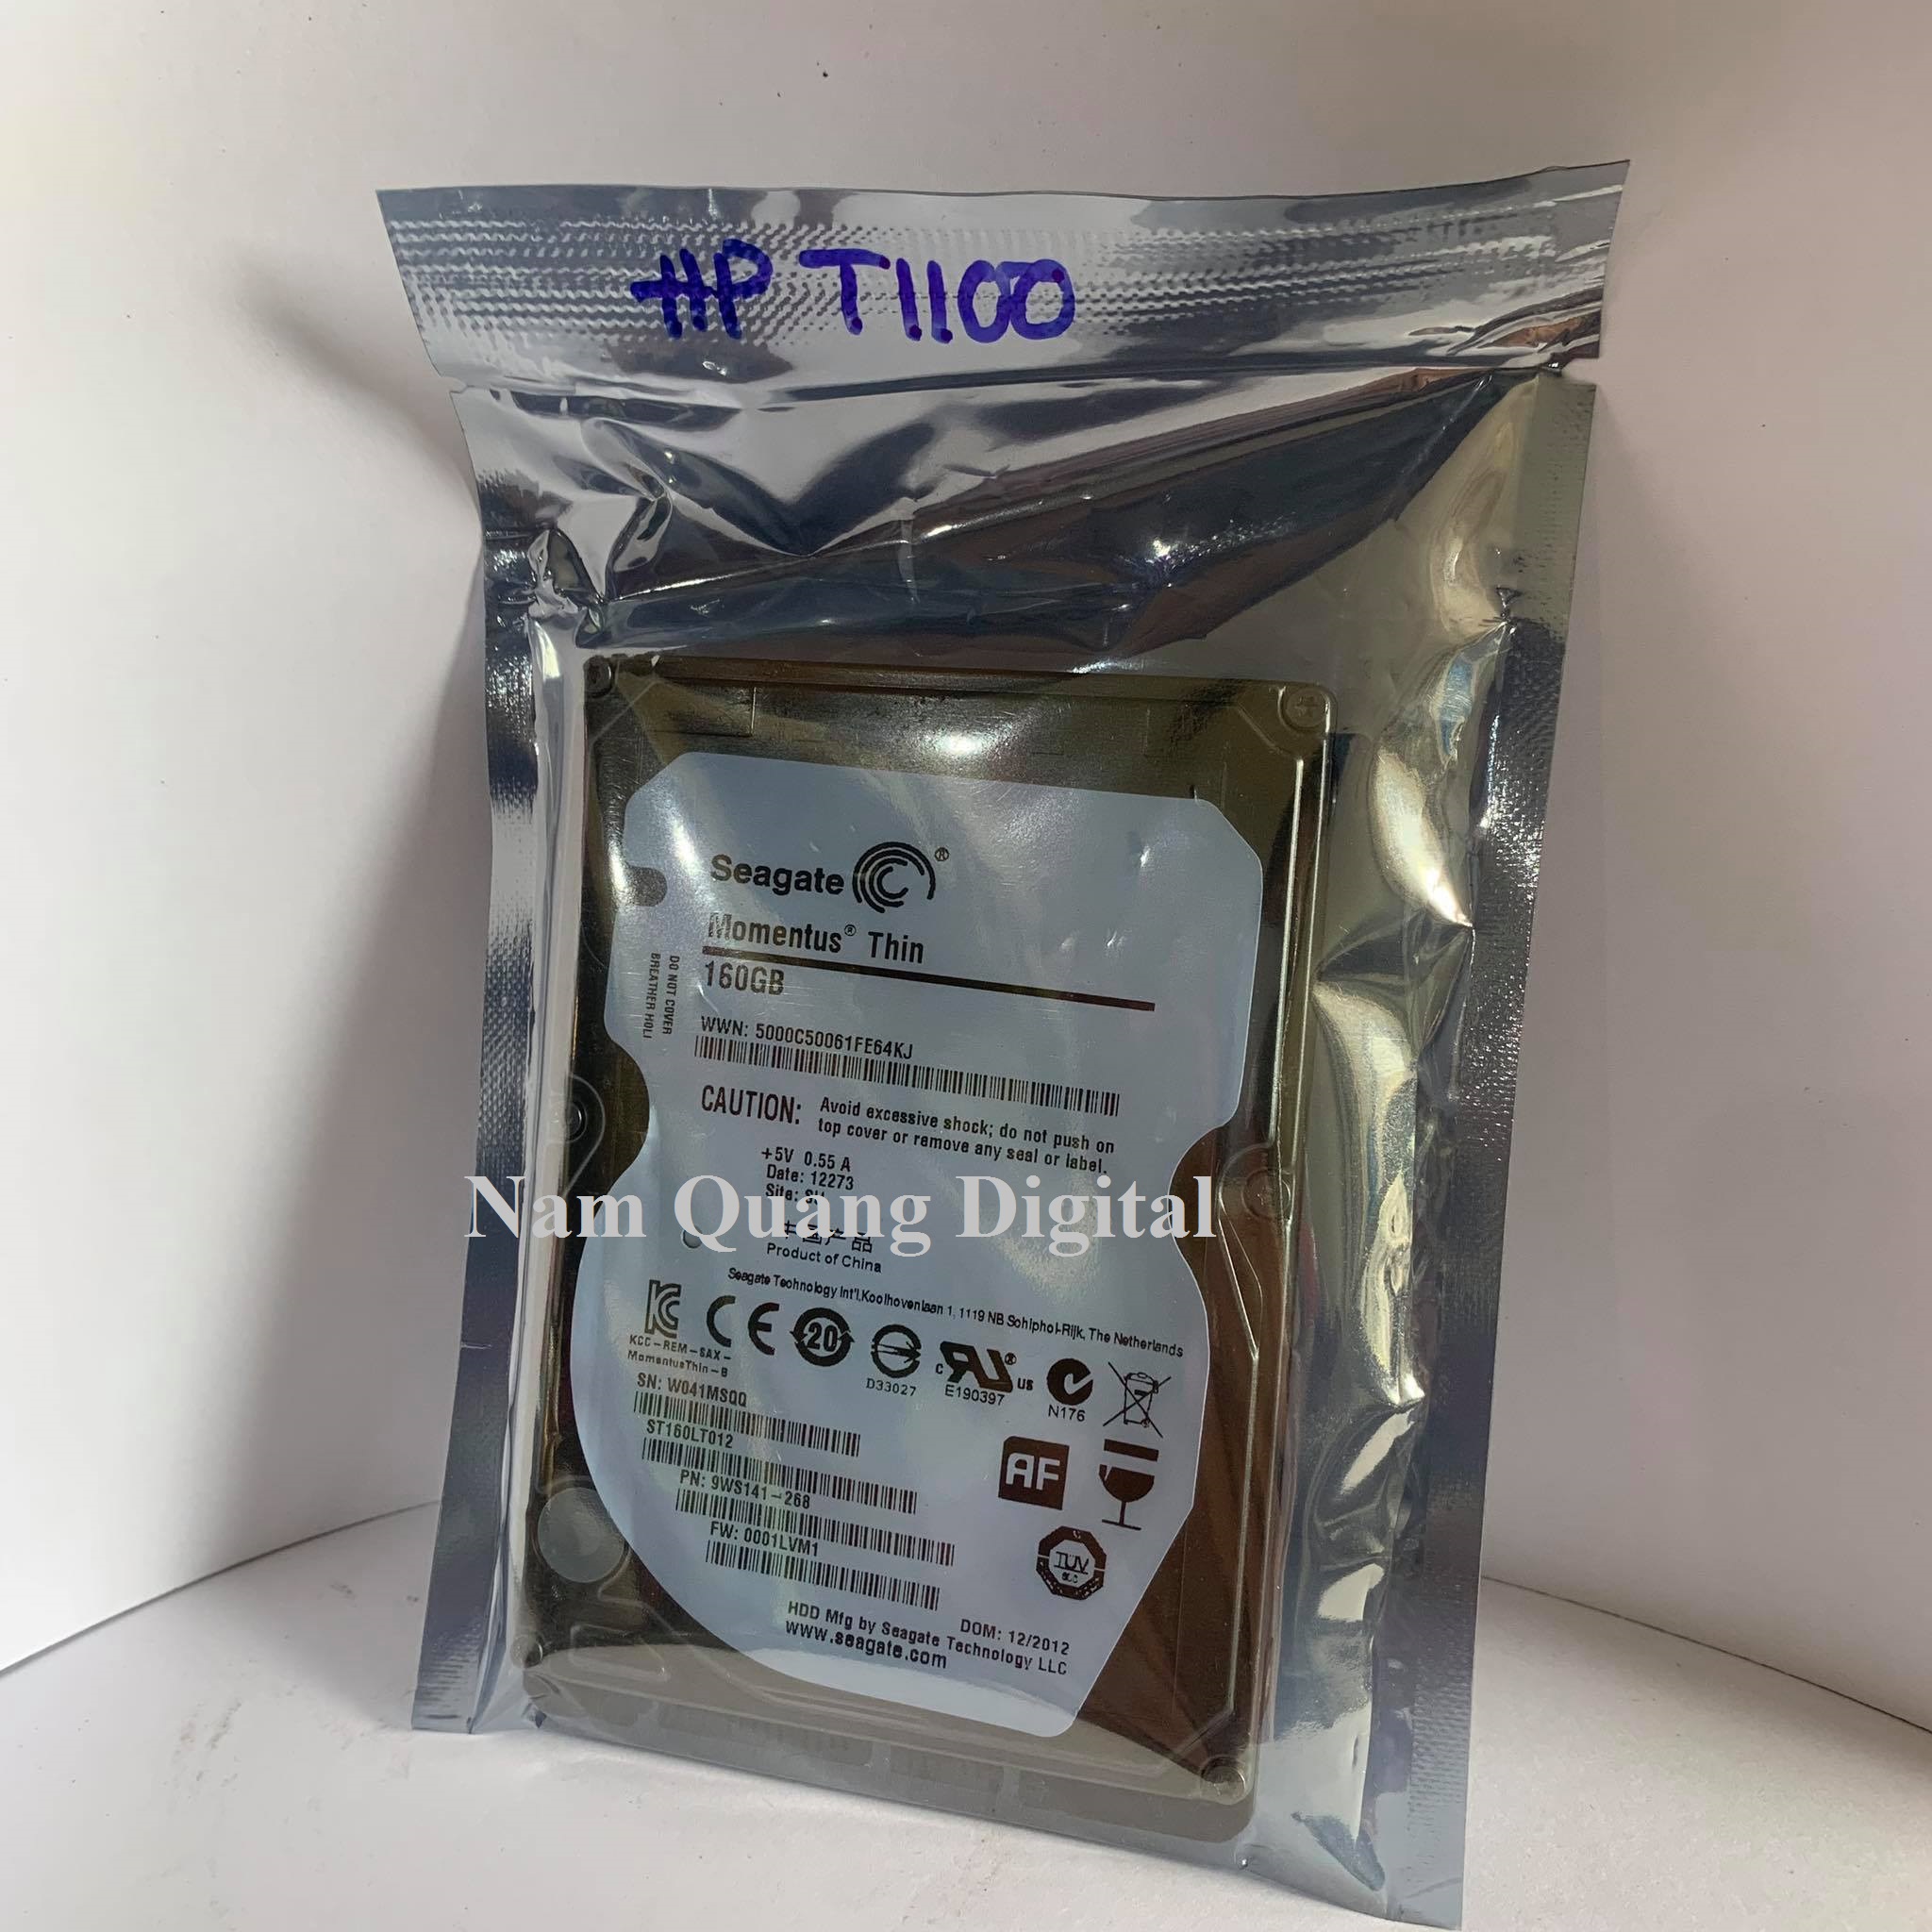 HP T1100
Seagate ®
Momentus® Thin
160GB
DO NOT COVER
BREATHER HOLE
WWN: 5000C50061FE64KJ
CAUTION: Avoid excessive shock; do not push on
top cover or remove any seal or label.
+5V 0.55 A
Date: 12273
Site: SU
Nam Quang Digital
中国产品
Product of China
Seagate Technology Int'l,Koolhovenlaan 1, 1119 NB Schiphol-Rijk, The Netherlands
KCC-REM-SAX-
MomentusThin-B
20
D33027
C US ®
E190397
N176
SN: W041MSQQ
ST160LT012
PN: 9WS141-268
FW: 0001LVM1
AF
TUV
DOM: 12/2012
HDD Mfg by Seagate Technology LLC
www.seagate.com